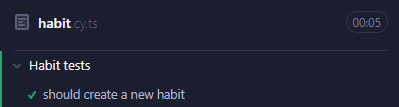 habit.cy.ts 00:05
Habit tests
should create a new habit